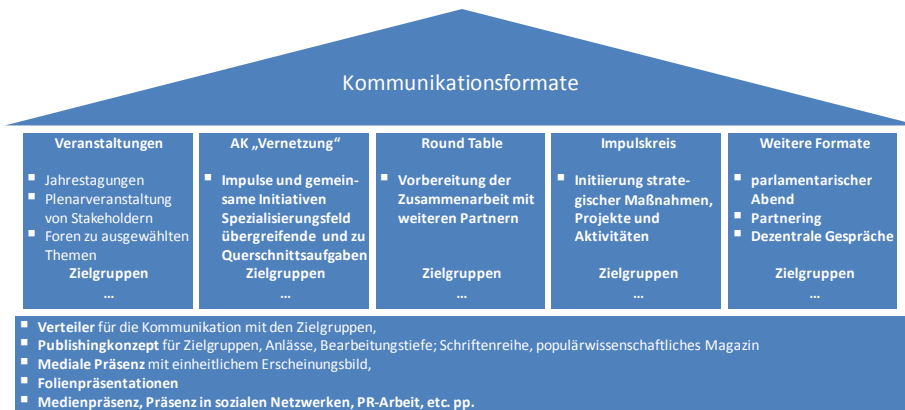 Kommunikationsformate
Veranstaltungen
▪ Jahrestagungen
▪ Plenarveranstaltung
von Stakeholdern
▪ Foren zu ausgewählten
Themen
Zielgruppen
...
AK „Vernetzung“
▪ Impulse und gemein-
same Initiativen
Spezialisierungsfeld
übergreifende und zu
Querschnittsaufgaben
Zielgruppen
...
Round Table
▪ Vorbereitung der
Zusammenarbeit mit
weiteren Partnern
Zielgruppen
...
Impulskreis
▪ Initiierung strate-
gischer Maßnahmen,
Projekte und
Aktivitäten
Zielgruppen
...
Weitere Formate
▪ parlamentarischer
Abend
▪ Partnering
▪ Dezentrale Gespräche
Zielgruppen
...
▪ Verteiler für die Kommunikation mit den Zielgruppen,
▪ Publishingkonzept für Zielgruppen, Anlässe, Bearbeitungstiefe; Schriftenreihe, populärwissenschaftliches Magazin
▪ Mediale Präsenz mit einheitlichem Erscheinungsbild,
▪ Folienpräsentationen
▪ Medienpräsenz, Präsenz in sozialen Netzwerken, PR-Arbeit, etc. pp.